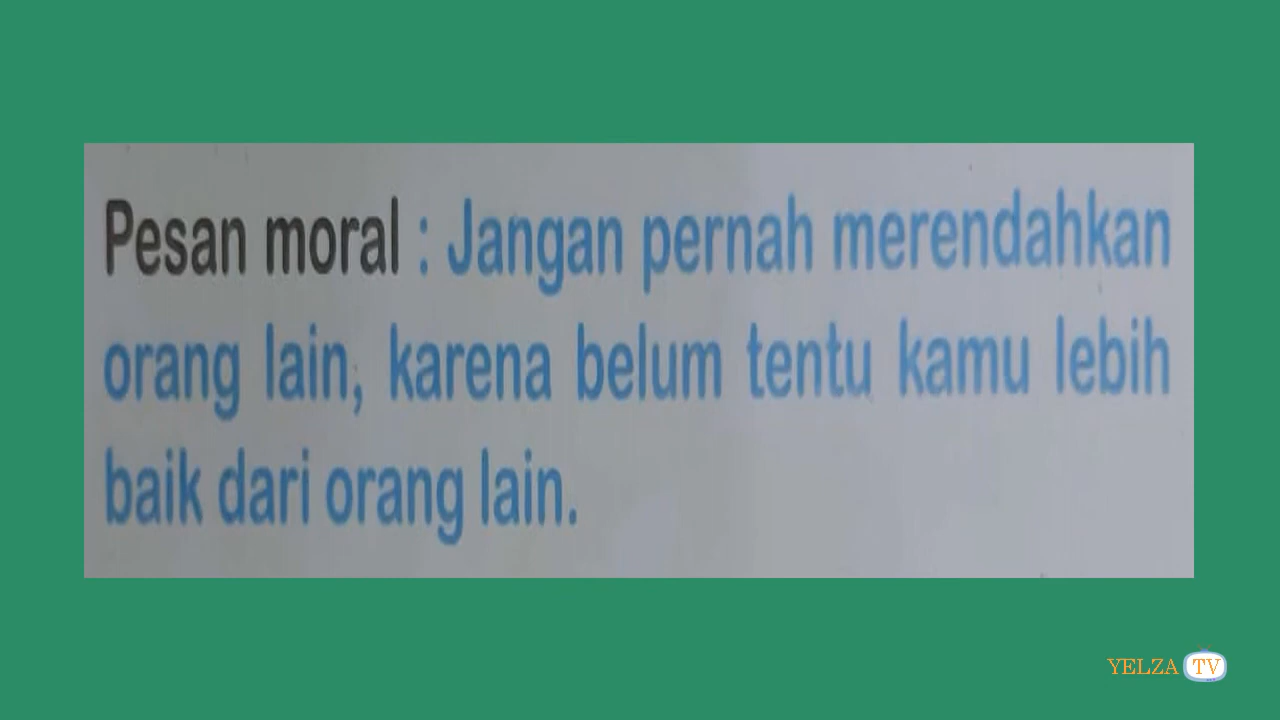 Pesan moral : Jangan pernah merendahkan
orang lain, karena belum tentu kamu lebih
baik dari orang lain.
YELZA TV